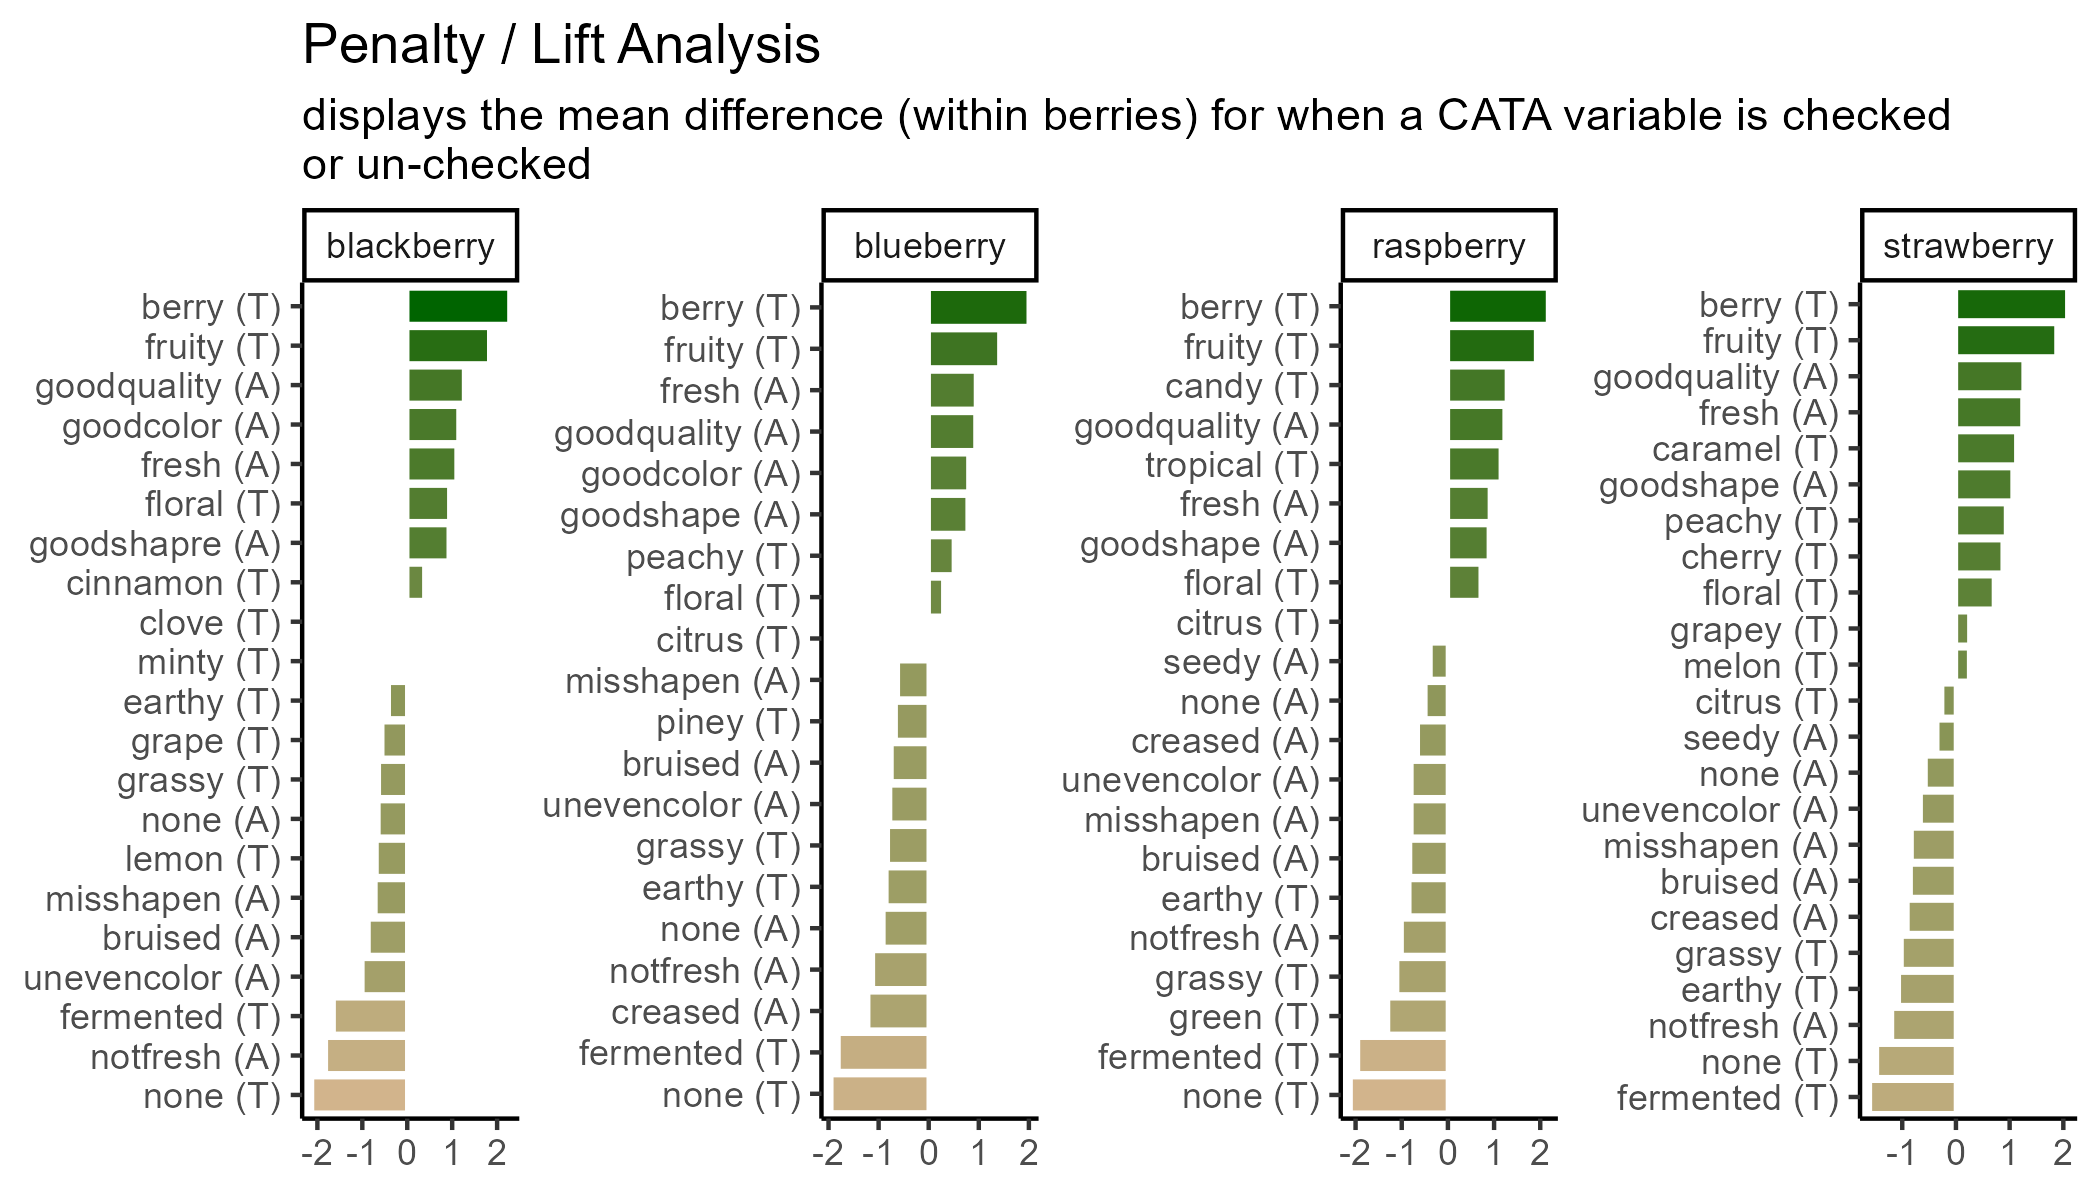 Penalty / Lift Analysis
displays the mean difference (within berries) for when a CATA variable is checked
or un-checked
blackberry
berry (T)
fruity (T)
goodquality (A)
goodcolor (A)
fresh (A)
floral (T)
goodshapre (A)
cinnamon (T)
clove (T)
minty (T)
earthy (T)
grape (T)
grassy (T)
none (A)
lemon (T)
misshapen (A)
bruised (A)
unevencolor (A)
fermented (T)
notfresh (A)
none (T)
-2 -1 0 1 2
blueberry
berry (T)
fruity (T)
fresh (A)
goodquality (A)
goodcolor (A)
goodshape (A)
peachy (T)
floral (T)
citrus (T)
misshapen (A)
piney (T)
bruised (A)
unevencolor (A)
grassy (T)
earthy (T)
none (A)
notfresh (A)
creased (A)
fermented (T)
none (T)
-2 -1 0 1 2
raspberry
berry (T)
fruity (T)
candy (T)
goodquality (A)
tropical (T)
fresh (A)
goodshape (A)
floral (T)
citrus (T)
seedy (A)
none (A)
creased (A)
unevencolor (A)
misshapen (A)
bruised (A)
earthy (T)
notfresh (A)
grassy (T)
green (T)
fermented (T)
none (T)
-2 -1 0 1 2
strawberry
berry (T)
fruity (T)
goodquality (A)
fresh (A)
caramel (T)
goodshape (A)
peachy (T)
cherry (T)
floral (T)
grapey (T)
melon (T)
citrus (T)
seedy (A)
none (A)
unevencolor (A)
misshapen (A)
bruised (A)
creased (A)
grassy (T)
earthy (T)
notfresh (A)
none (T)
fermented (T)
-1 0 1 2